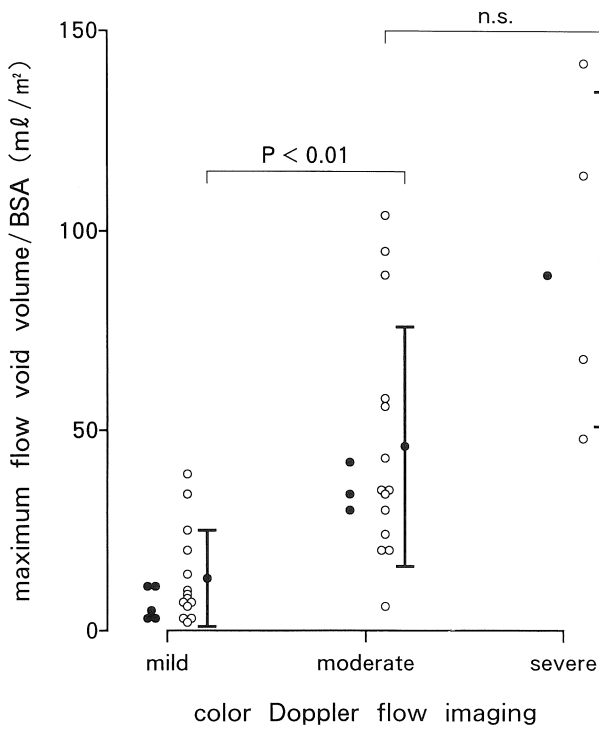 n.s.
150
P < 0.01
100
50
0
maximum flow void volume/BSA (mℓ/m²)
mild moderate severe
color Doppler flow imaging